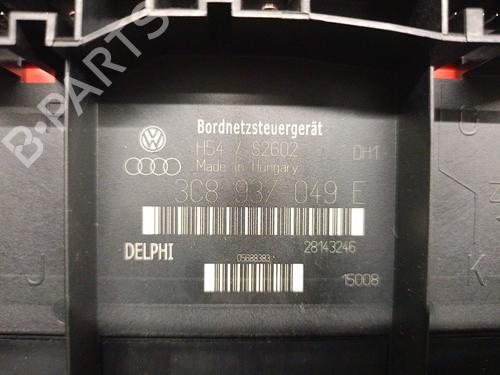 Bordnetzsteuergerät
H54 / S2602 DH1
Made in Hungary
3C8 937 049 E
DELPHI 28143246
05688383
15008
G
J
K
B-PARTS